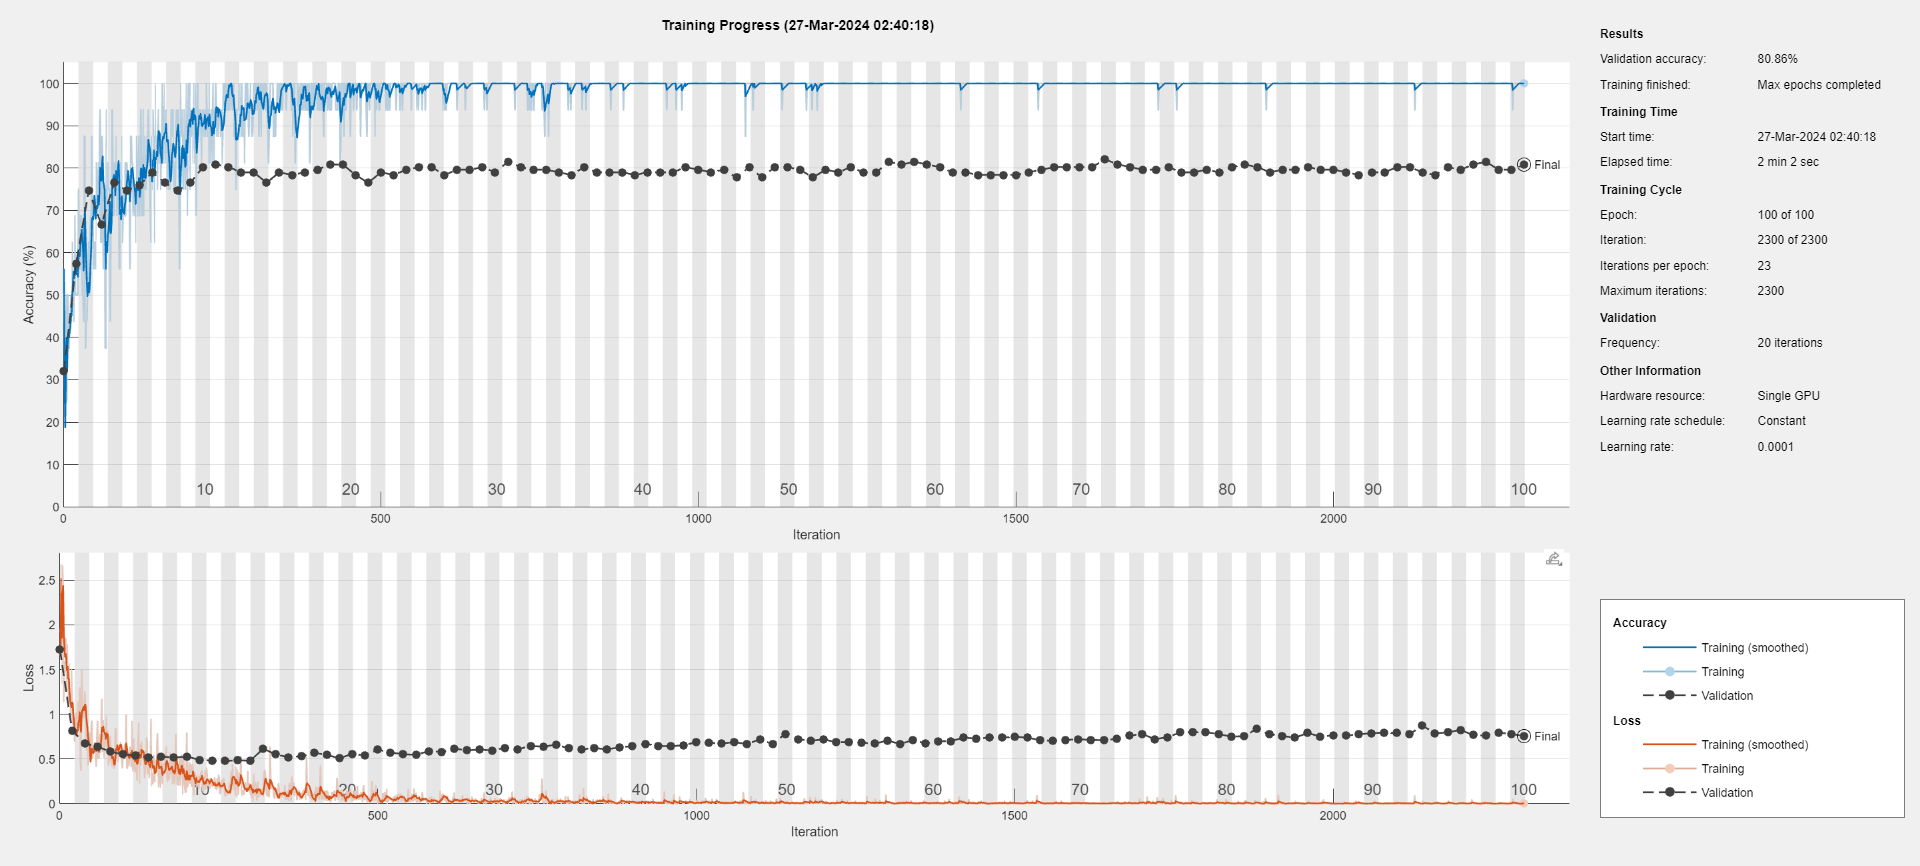 Training Progress (27-Mar-2024 02:40:18)
100
90
80
70
60
50
40
30
20
10
0
Accuracy (%)
Final
10 20 30 40 50 60 70 80 90 100
0 500 1000 1500 2000
Iteration
2.5
2
1.5
1
0.5
0
Loss
Final
10 20 30 40 50 60 70 80 90 100
0 500 1000 1500 2000
Iteration
Results
Validation accuracy: 80.86%
Training finished: Max epochs completed
Training Time
Start time: 27-Mar-2024 02:40:18
Elapsed time: 2 min 2 sec
Training Cycle
Epoch: 100 of 100
Iteration: 2300 of 2300
Iterations per epoch: 23
Maximum iterations: 2300
Validation
Frequency: 20 iterations
Other Information
Hardware resource: Single GPU
Learning rate schedule: Constant
Learning rate: 0.0001
Accuracy
Training (smoothed)
Training
Validation
Loss
Training (smoothed)
Training
Validation